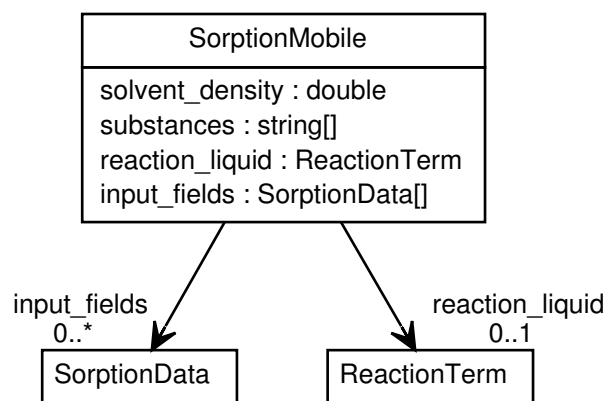 SorptionMobile
solvent_density : double
substances : string[]
reaction_liquid : ReactionTerm
input_fields : SorptionData[]
input_fields
0..*
reaction_liquid
0..1
SorptionData
ReactionTerm